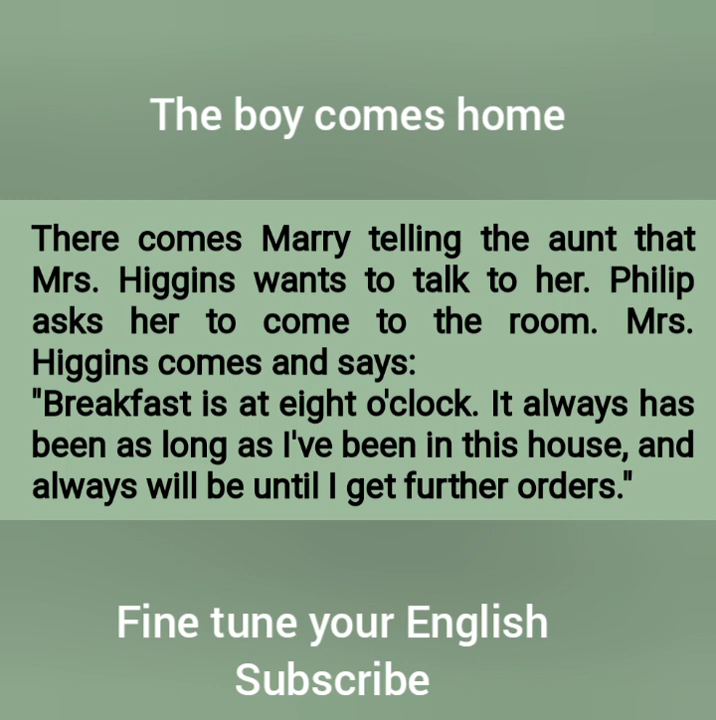 The boy comes home
There comes Marry telling the aunt that
Mrs. Higgins wants to talk to her. Philip
asks her to come to the room. Mrs.
Higgins comes and says:
"Breakfast is at eight o'clock. It always has
been as long as I've been in this house, and
always will be until I get further orders."
Fine tune your English
Subscribe